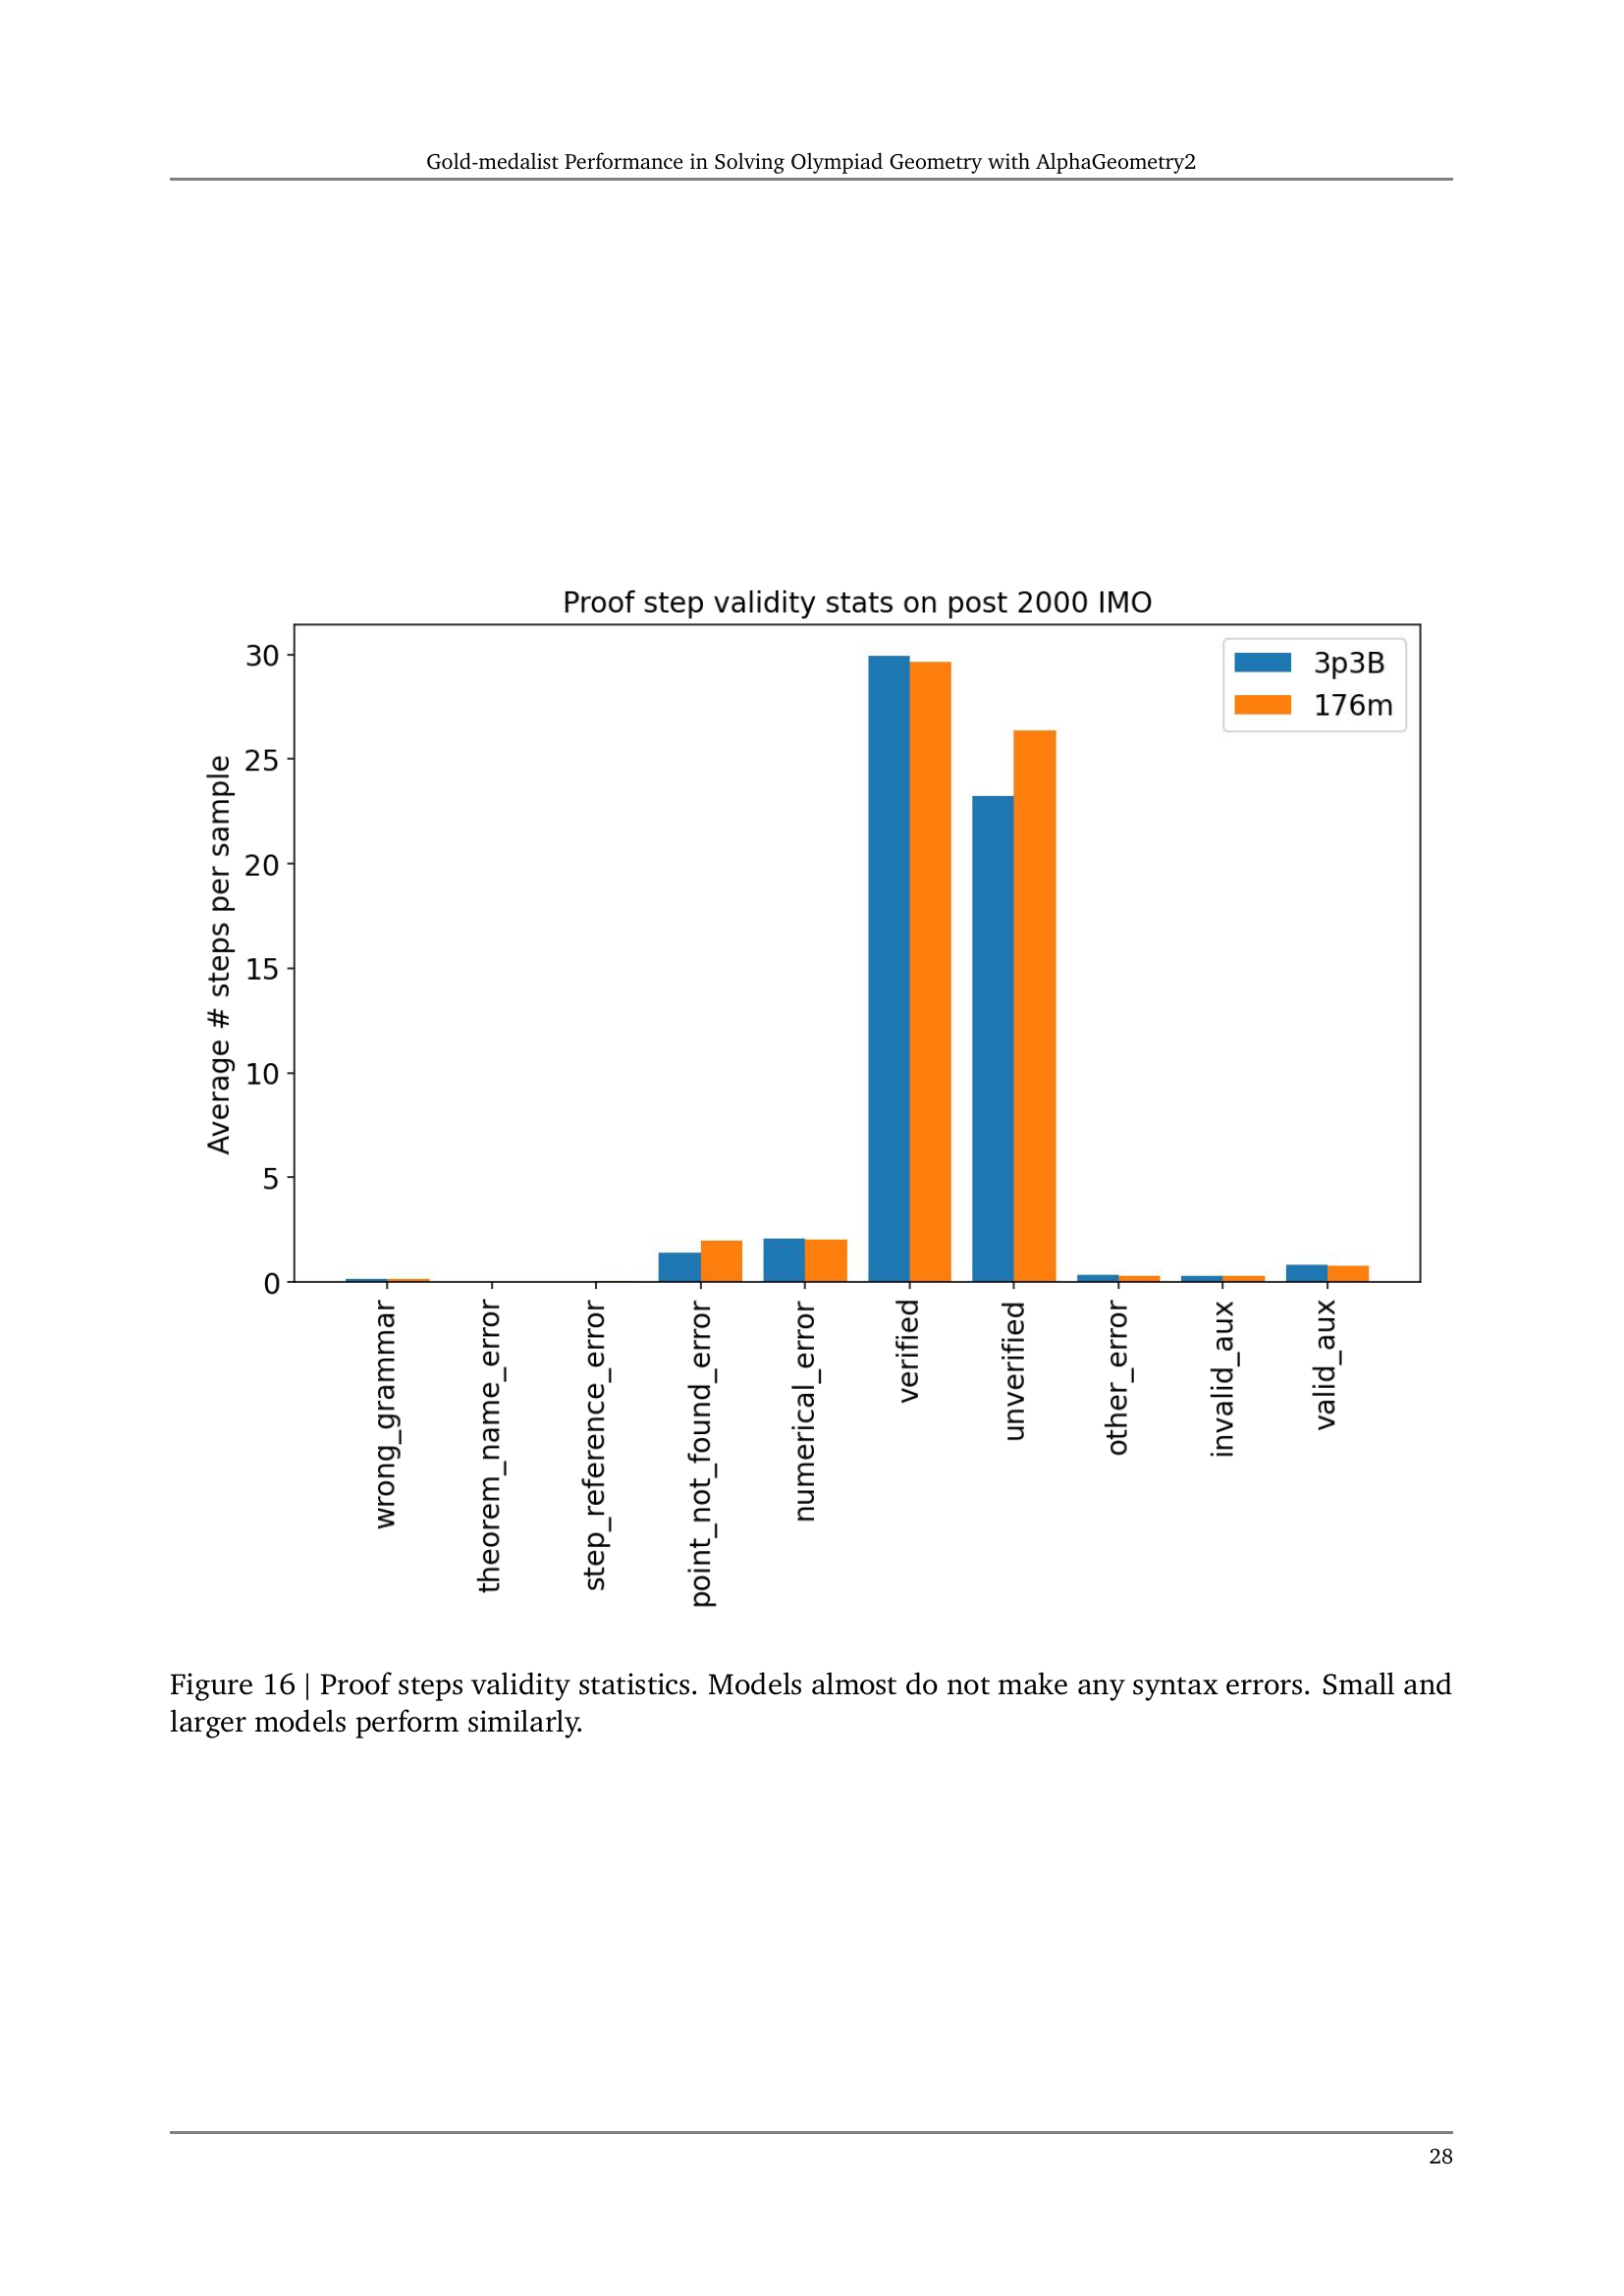 Gold-medalist Performance in Solving Olympiad Geometry with AlphaGeometry2
Proof step validity stats on post 2000 IMO
3p3B
176m
Average # steps per sample
30
25
20
15
10
5
0
wrong_grammar
theorem_name_error
step_reference_error
point_not_found_error
numerical_error
verified
unverified
other_error
invalid_aux
valid_aux
Figure 16 | Proof steps validity statistics. Models almost do not make any syntax errors. Small and
larger models perform similarly.
28